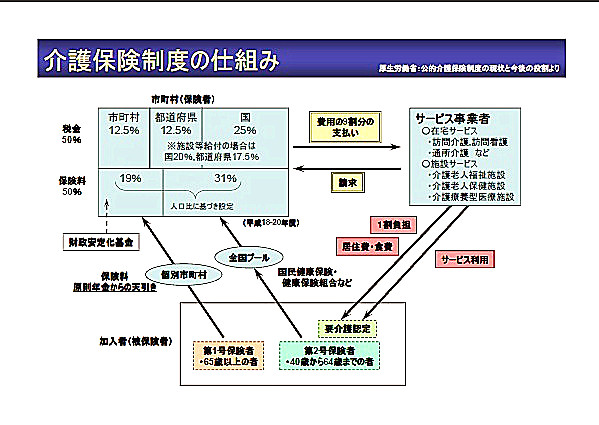 介護保険制度の仕組み
厚生労働省:公的介護保険制度の現状と今後の役割より
市町村(保険者)
税金
50%
市町村
12.5%
都道府県
12.5%
国
25%
※施設等給付の場合は
国20%,都道府県17.5%
保険料
50%
19%
31%
人口比に基づき設定
(平成18-20年度)
財政安定化基金
費用の9割分の
支払い
請求
サービス事業者
○在宅サービス
・訪問介護,訪問看護
・通所介護 など
○施設サービス
・介護老人福祉施設
・介護老人保健施設
・介護療養型医療施設
1割負担
居住費・食費
サービス利用
保険料
原則年金からの天引き
個別市町村
全国プール
国民健康保険・
健康保険組合など
加入者(被保険者)
要介護認定
第1号保険者
・65歳以上の者
第2号保険者
・40歳から64歳までの者